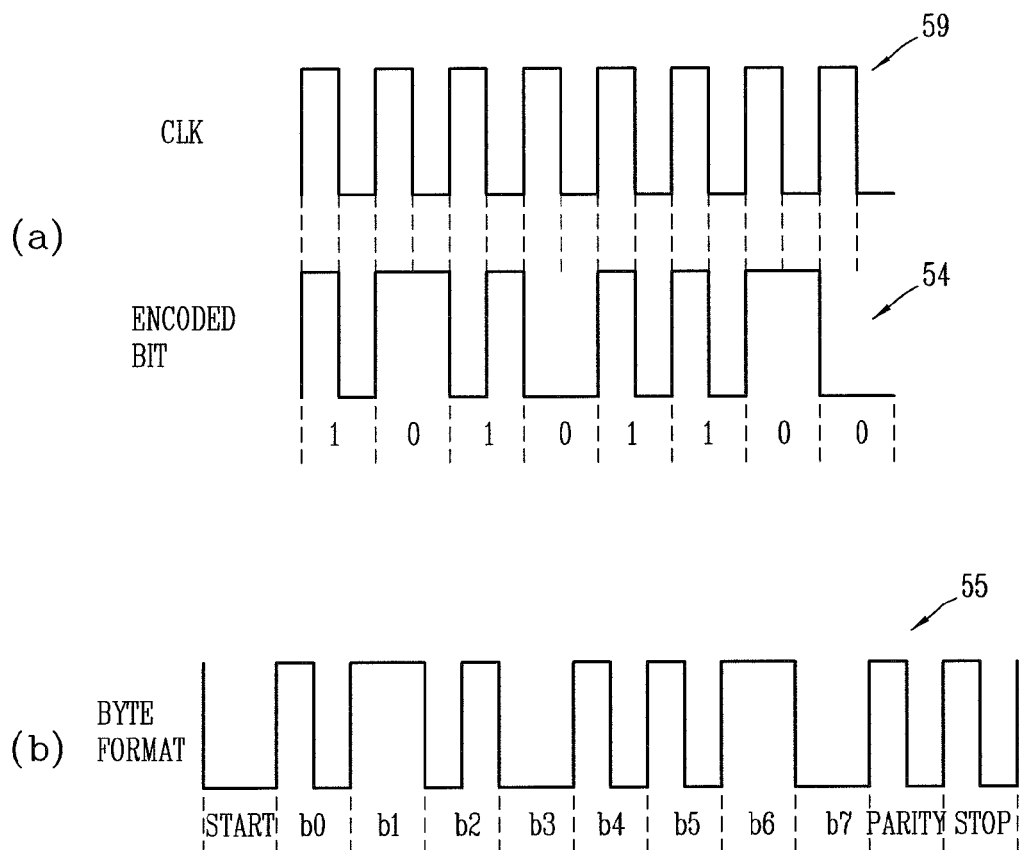 59
CLK
(a)
54
ENCODED
BIT
1 0 1 0 1 1 0 0
55
BYTE
FORMAT
(b)
START b0 b1 b2 b3 b4 b5 b6 b7 PARITY STOP